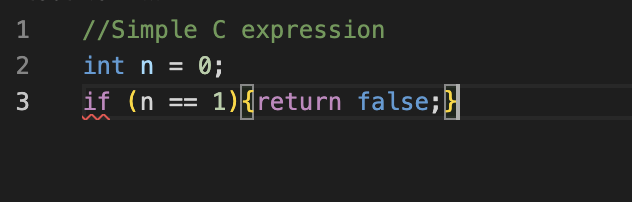 1 //Simple C expression
2 int n = 0;
3 if (n == 1){return false;}